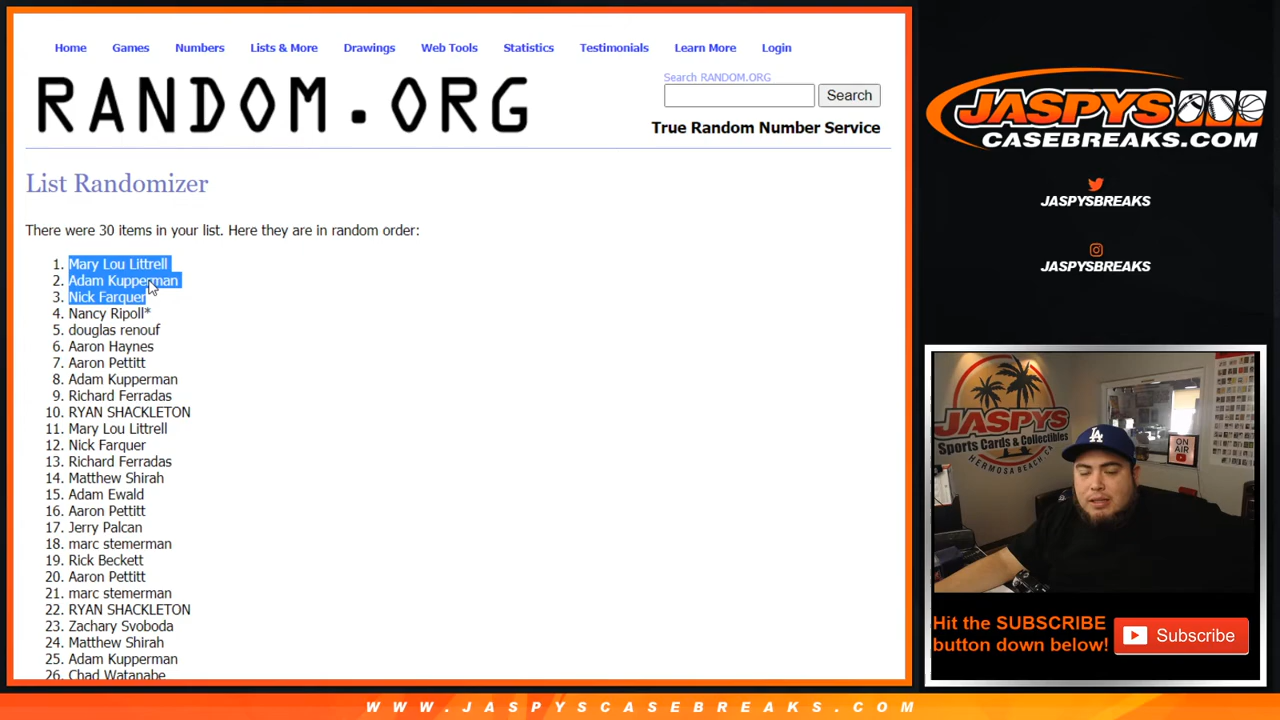 Home Games Numbers Lists & More Drawings Web Tools Statistics Testimonials Learn More Login
RANDOM.ORG
Search RANDOM.ORG
Search
True Random Number Service
List Randomizer
There were 30 items in your list. Here they are in random order:
1. Mary Lou Littrell
2. Adam Kupperman
3. Nick Farquer
4. Nancy Ripoll*
5. douglas renouf
6. Aaron Haynes
7. Aaron Pettitt
8. Adam Kupperman
9. Richard Ferradas
10. RYAN SHACKLETON
11. Mary Lou Littrell
12. Nick Farquer
13. Richard Ferradas
14. Matthew Shirah
15. Adam Ewald
16. Aaron Pettitt
17. Jerry Palcan
18. marc stemerman
19. Rick Beckett
20. Aaron Pettitt
21. marc stemerman
22. RYAN SHACKLETON
23. Zachary Svoboda
24. Matthew Shirah
25. Adam Kupperman
26. Chad Watanabe
JASPYS
CASEBREAKS.COM
JASPYSBREAKS
JASPYSBREAKS
JASPYS
Sports Cards & Collectibles
HERMOSA BEACH CA
ON AIR
LA
Hit the SUBSCRIBE
button down below!
Subscribe
WWW.JASPYSCASEBREAKS.COM